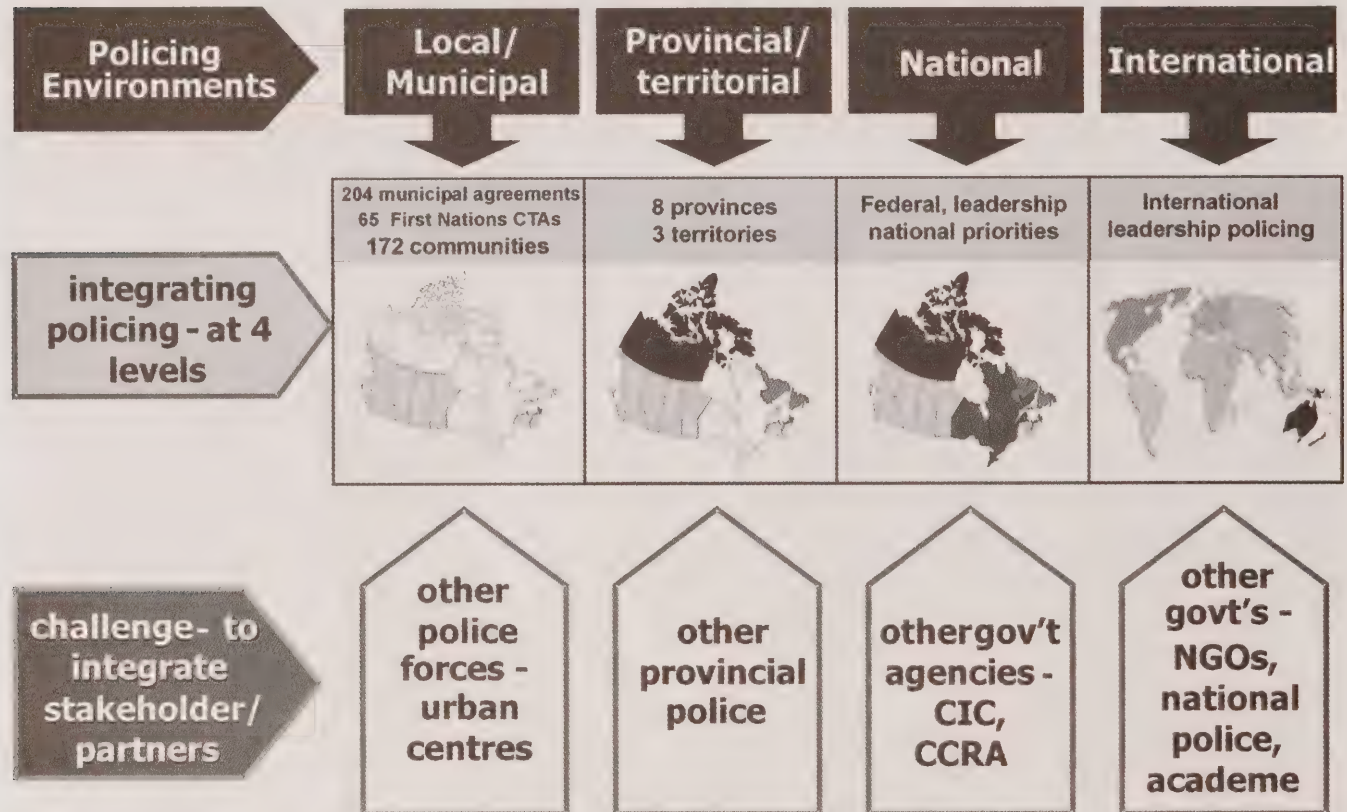 Policing
Environments
Local/
Municipal
Provincial/
territorial
National
International
integrating
policing - at 4
levels
204 municipal agreements
65 First Nations CTAs
172 communities
8 provinces
3 territories
Federal, leadership
national priorities
International
leadership policing
challenge- to
integrate
stakeholder/
partners
other
police
forces -
urban
centres
other
provincial
police
othergov't
agencies -
CIC,
CCRA
other
govt's -
NGOs,
national
police,
academe